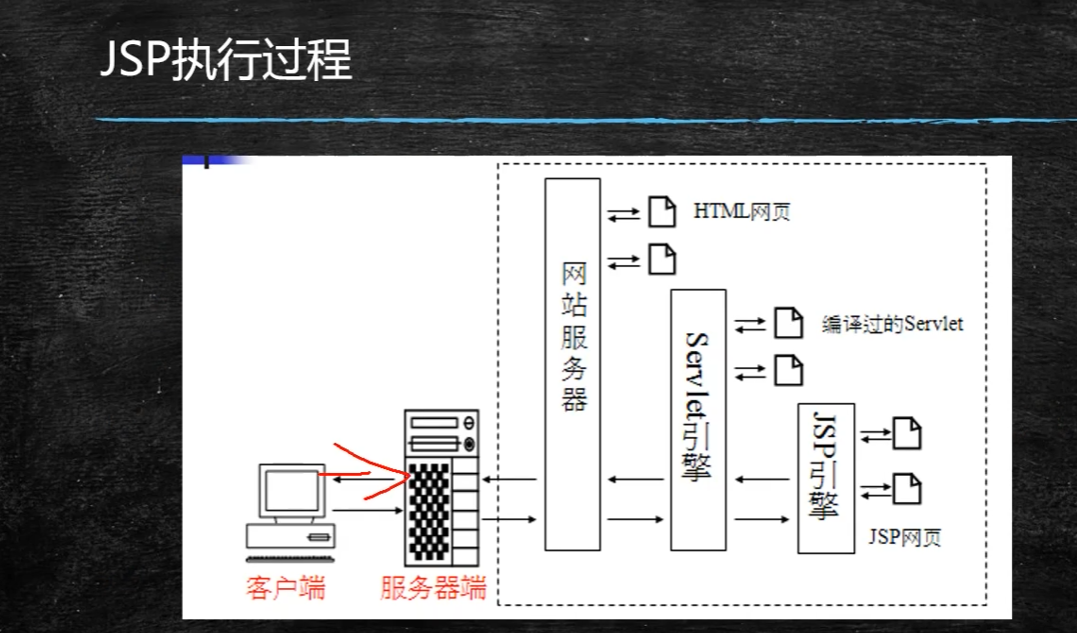 JSP执行过程
HTML网页
网站服务器
编译过的Servlet
Servlet引擎
JSP引擎
JSP网页
客户端
服务器端